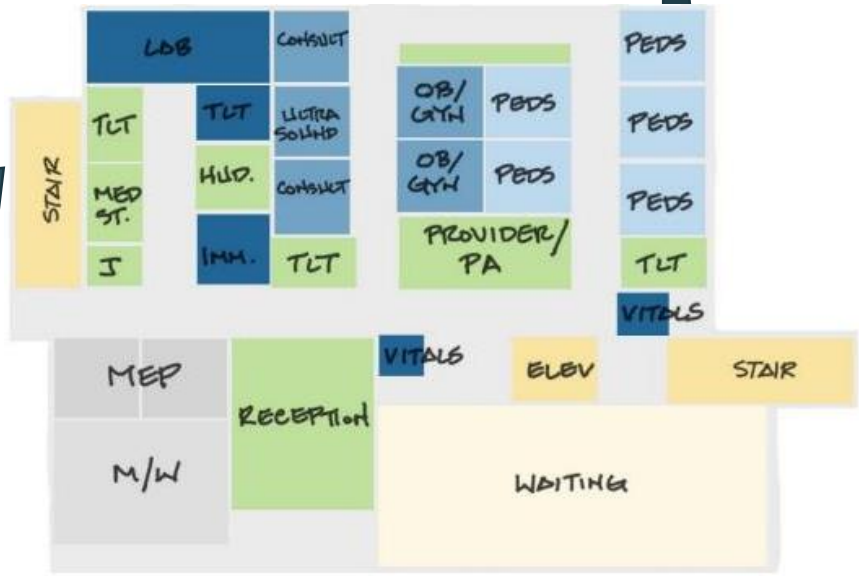 LAB
CONSULT
PEDS
TLT
TLT
ULTRA
SOUND
OB/
GYN
PEDS
PEDS
STAIR
MED
ST.
HUD.
CONSULT
OB/
GYN
PEDS
PEDS
J
IMM.
TLT
PROVIDER/
PA
TLT
VITALS
MEP
RECEPTION
VITALS
ELEV
STAIR
M/W
WAITING